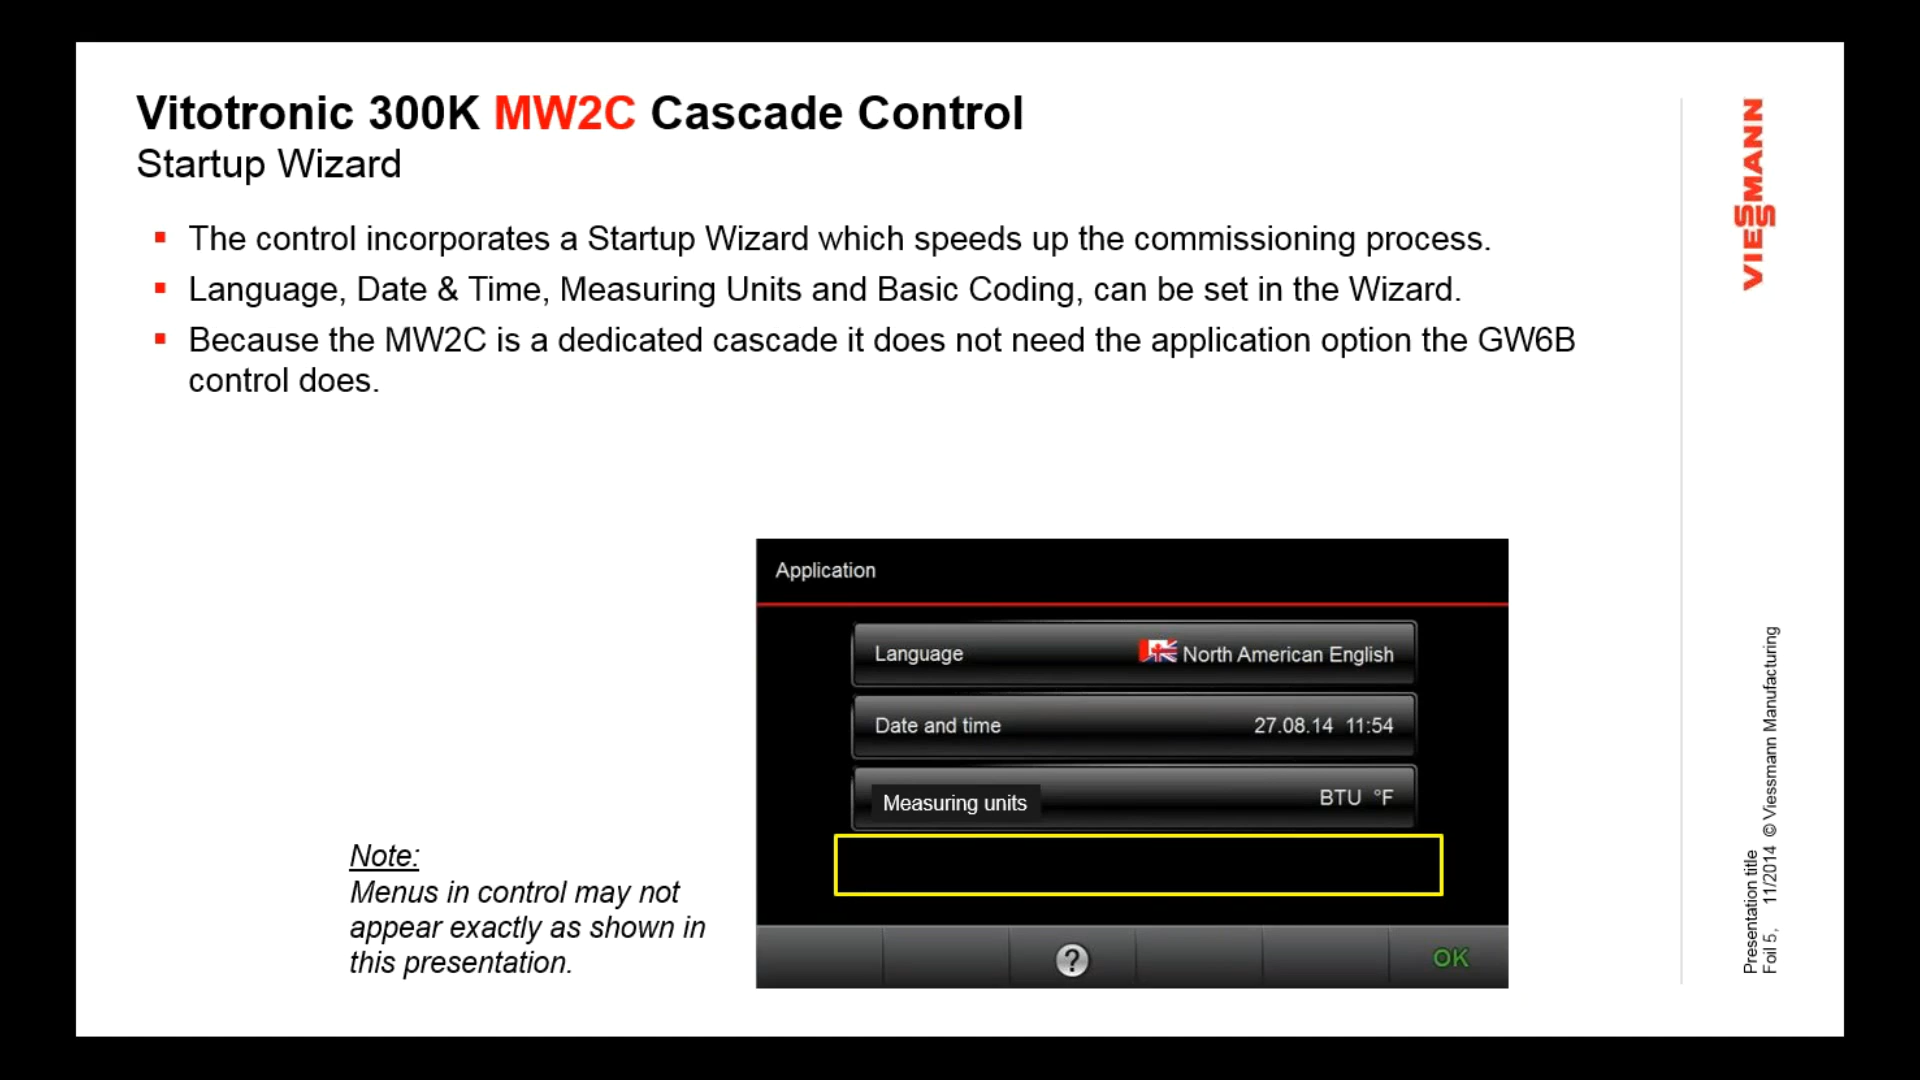 Vitotronic 300K MW2C Cascade Control
Startup Wizard
The control incorporates a Startup Wizard which speeds up the commissioning process.
Language, Date & Time, Measuring Units and Basic Coding, can be set in the Wizard.
Because the MW2C is a dedicated cascade it does not need the application option the GW6B
control does.
Application
Language North American English
Date and time 27.08.14 11:54
Measuring units BTU °F
? OK
Note:
Menus in control may not
appear exactly as shown in
this presentation.
VIESSMANN
Presentation title
Foil 5, 11/2014 © Viessmann Manufacturing